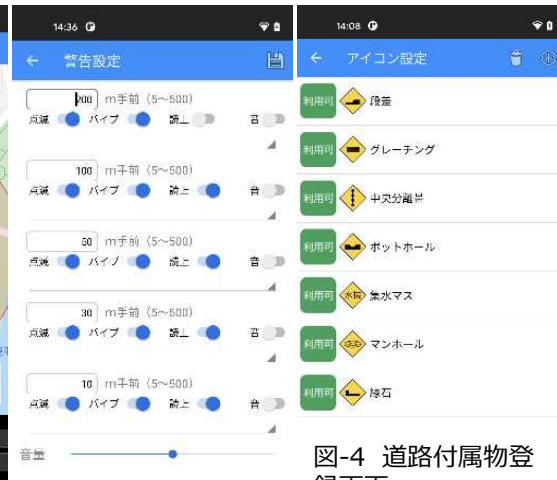 14:36
警告設定
200 m手前 (5～500)
点滅 バイブ 読上 音
100 m手前 (5～500)
点滅 バイブ 読上 音
50 m手前 (5～500)
点滅 バイブ 読上 音
30 m手前 (5～500)
点滅 バイブ 読上 音
10 m手前 (5～500)
点滅 バイブ 読上 音
音量
14:08
アイコン設定
利用可 段差
利用可 グレーチング
利用可 中央分離帯
利用可 ポットホール
利用可 集水マス
利用可 マンホール
利用可 縁石
図-4 道路付属物登